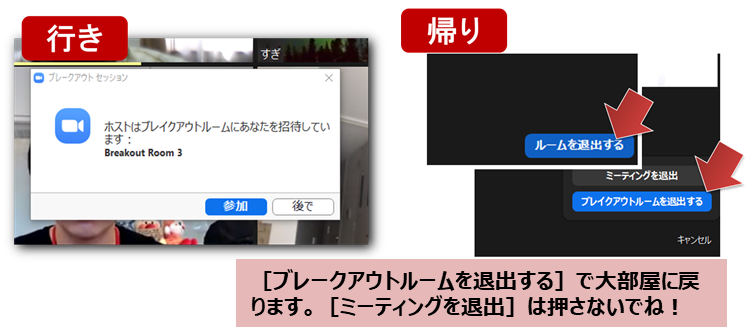 行き
すぎ
ブレークアウト セッション
ホストはブレイクアウトルームにあなたを招待してい
ます：
Breakout Room 3
参加
後で
帰り
ルームを退出する
ミーティングを退出
ブレイクアウトルームを退出する
キャンセル
［ブレークアウトルームを退出する］で大部屋に戻
ります。［ミーティングを退出］は押さないでね！